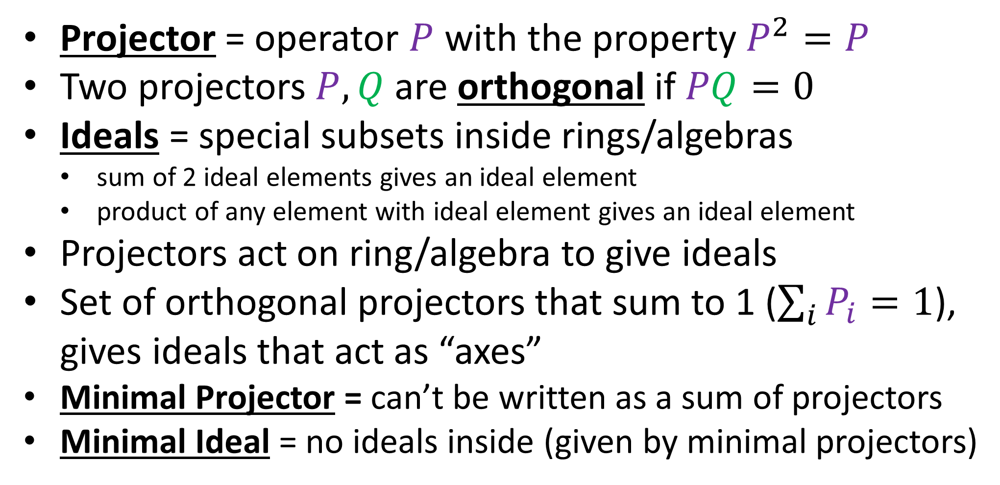 • Projector = operator P with the property P² = P
• Two projectors P, Q are orthogonal if PQ = 0
• Ideals = special subsets inside rings/algebras
• sum of 2 ideal elements gives an ideal element
• product of any element with ideal element gives an ideal element
• Projectors act on ring/algebra to give ideals
• Set of orthogonal projectors that sum to 1 (∑ᵢ Pᵢ = 1),
gives ideals that act as “axes”
• Minimal Projector = can’t be written as a sum of projectors
• Minimal Ideal = no ideals inside (given by minimal projectors)